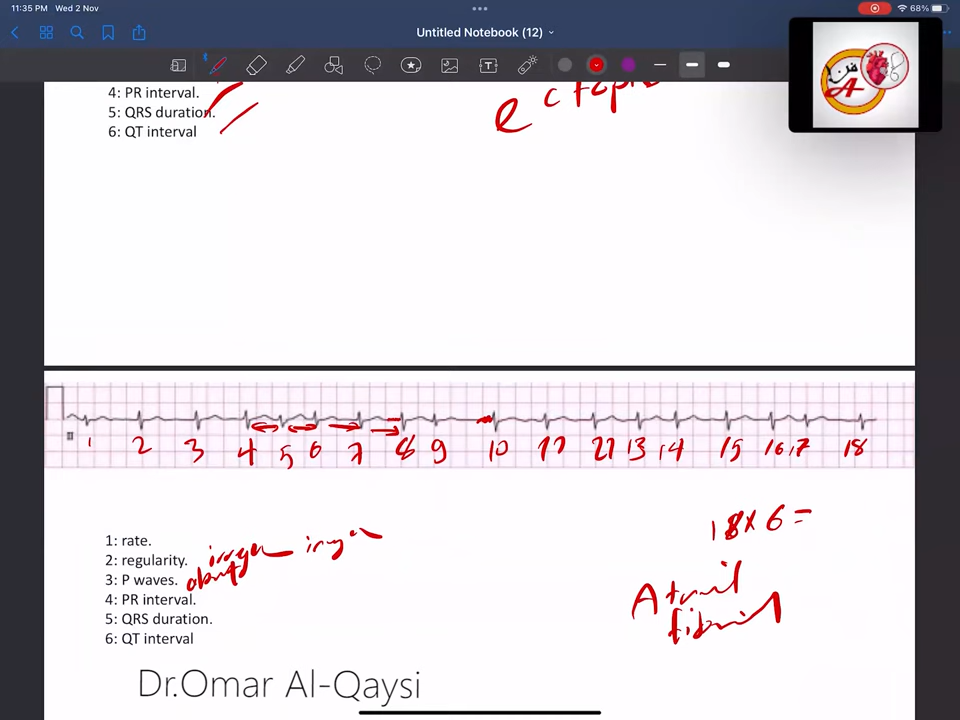 11:35 PM Wed 2 Nov
68%
Untitled Notebook (12)
4: PR interval.
5: QRS duration.
6: QT interval
II
1 2 3 4 5 6 7 8 9 10 11 12 13 14 15 16 17 18
18 x 6 =
1: rate.
2: regularity.
3: P waves.
4: PR interval.
5: QRS duration.
6: QT interval
Atrial
Dr.Omar Al-Qaysi